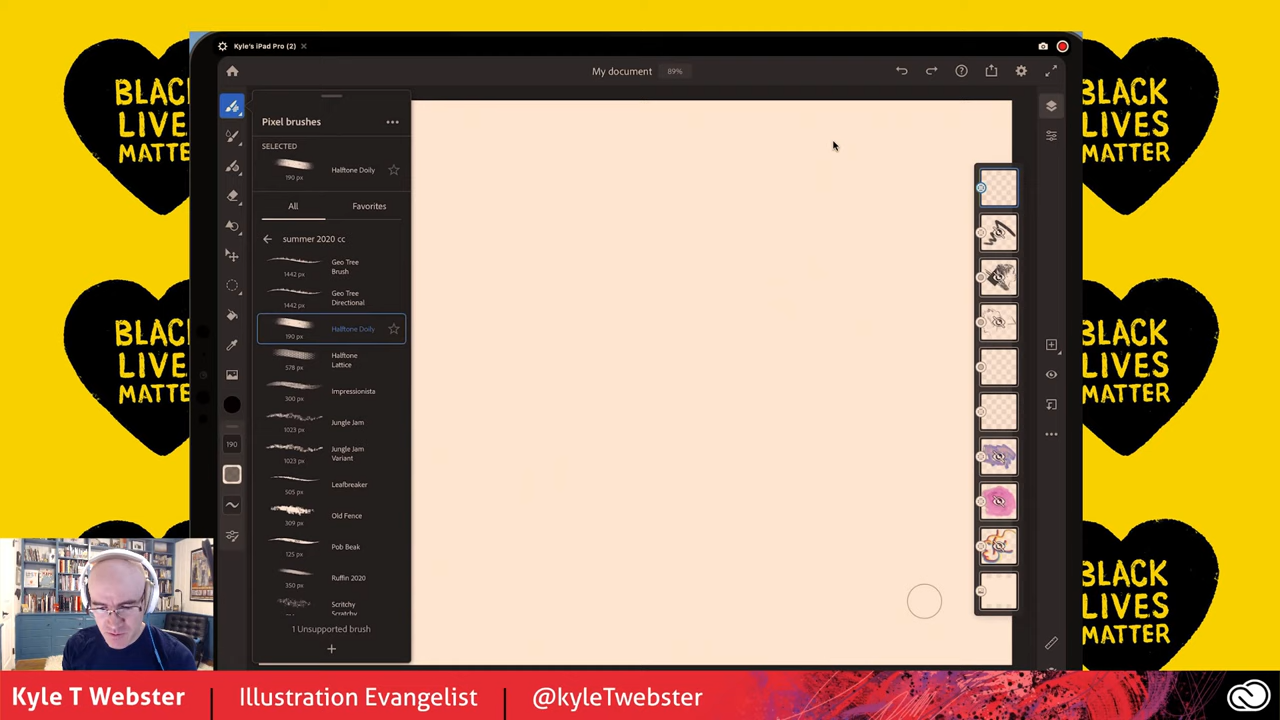 BLACK
LIVES
MATTER
BLACK
LIVES
MATTER
Kyle's iPad Pro (2)
My document
89%
Pixel brushes
SELECTED
190 px
Halftone Doily
All
Favorites
summer 2020 cc
1442 px
Geo Tree
Brush
1442 px
Geo Tree
Directional
190 px
Halftone Doily
578 px
Halftone
Lattice
300 px
Impressionista
1023 px
Jungle Jam
1023 px
Jungle Jam
Variant
505 px
Leafbreaker
309 px
Old Fence
125 px
Pob Beak
350 px
Ruffin 2020
Scritchy
Scratchy
1 Unsupported brush
190
BLACK
LIVES
MATTER
BLACK
LIVES
MATTER
BLACK
LIVES
MATTER
Kyle T Webster
Illustration Evangelist
@kyleTwebster